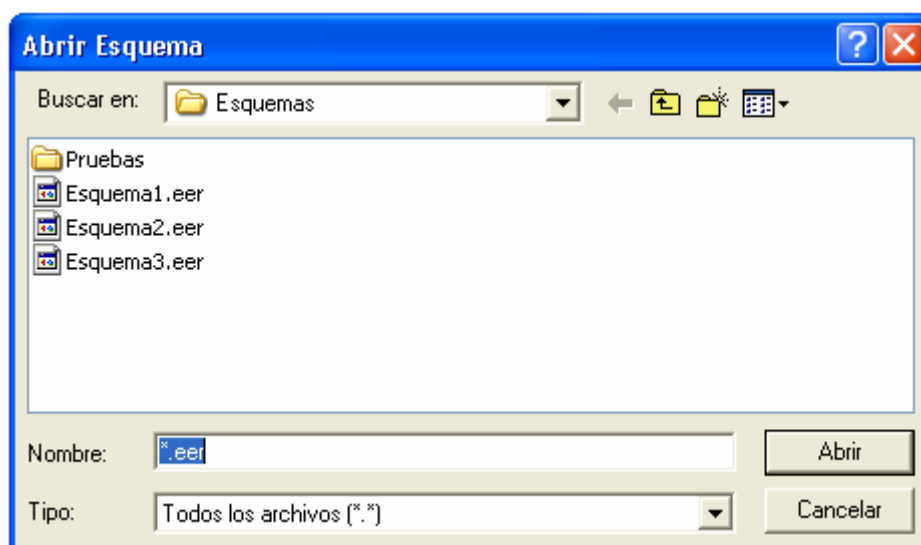 Abrir Esquema
Buscar en: Esquemas
Pruebas
Esquema1.eer
Esquema2.eer
Esquema3.eer
Nombre: *.eer Abrir
Tipo: Todos los archivos (*.*) Cancelar